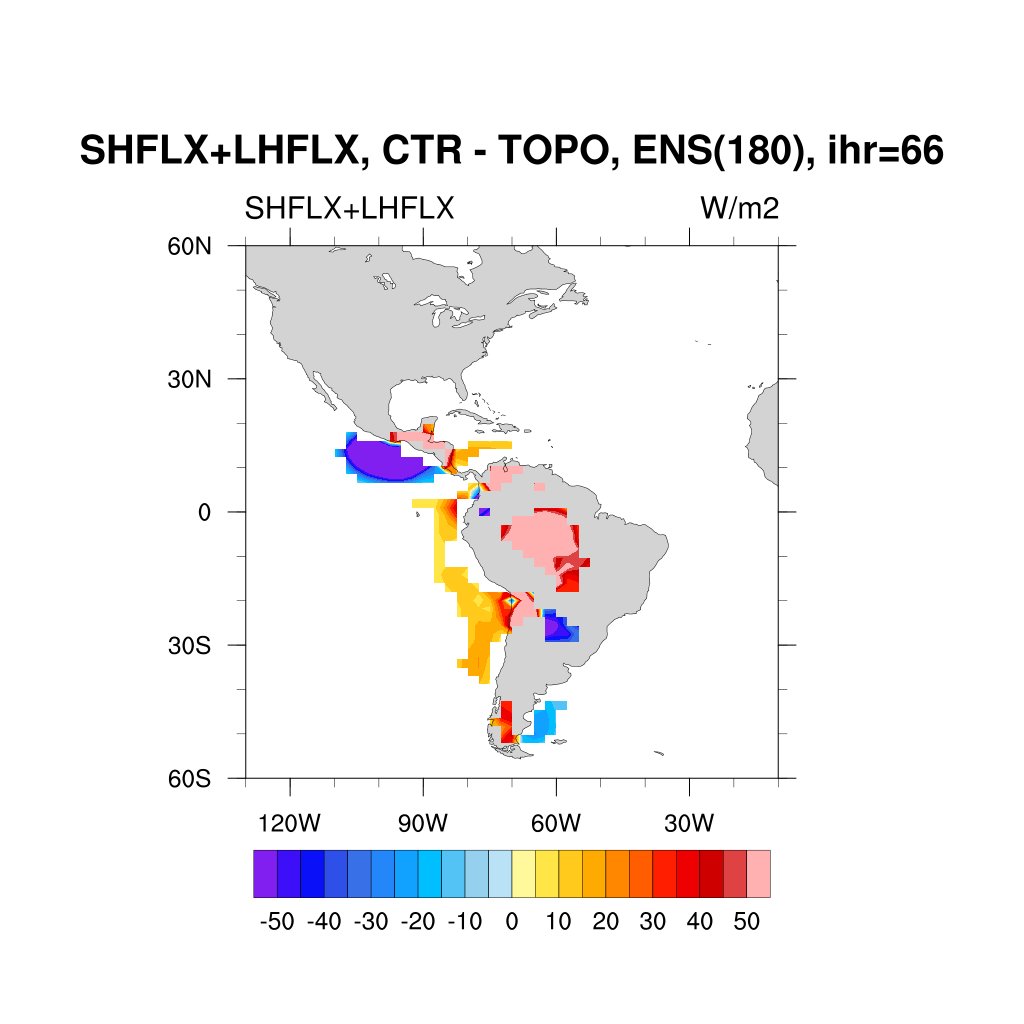 SHFLX+LHFLX, CTR - TOPO, ENS(180), ihr=66
SHFLX+LHFLX W/m2
60N
30N
0
30S
60S
120W 90W 60W 30W
-50 -40 -30 -20 -10 0 10 20 30 40 50